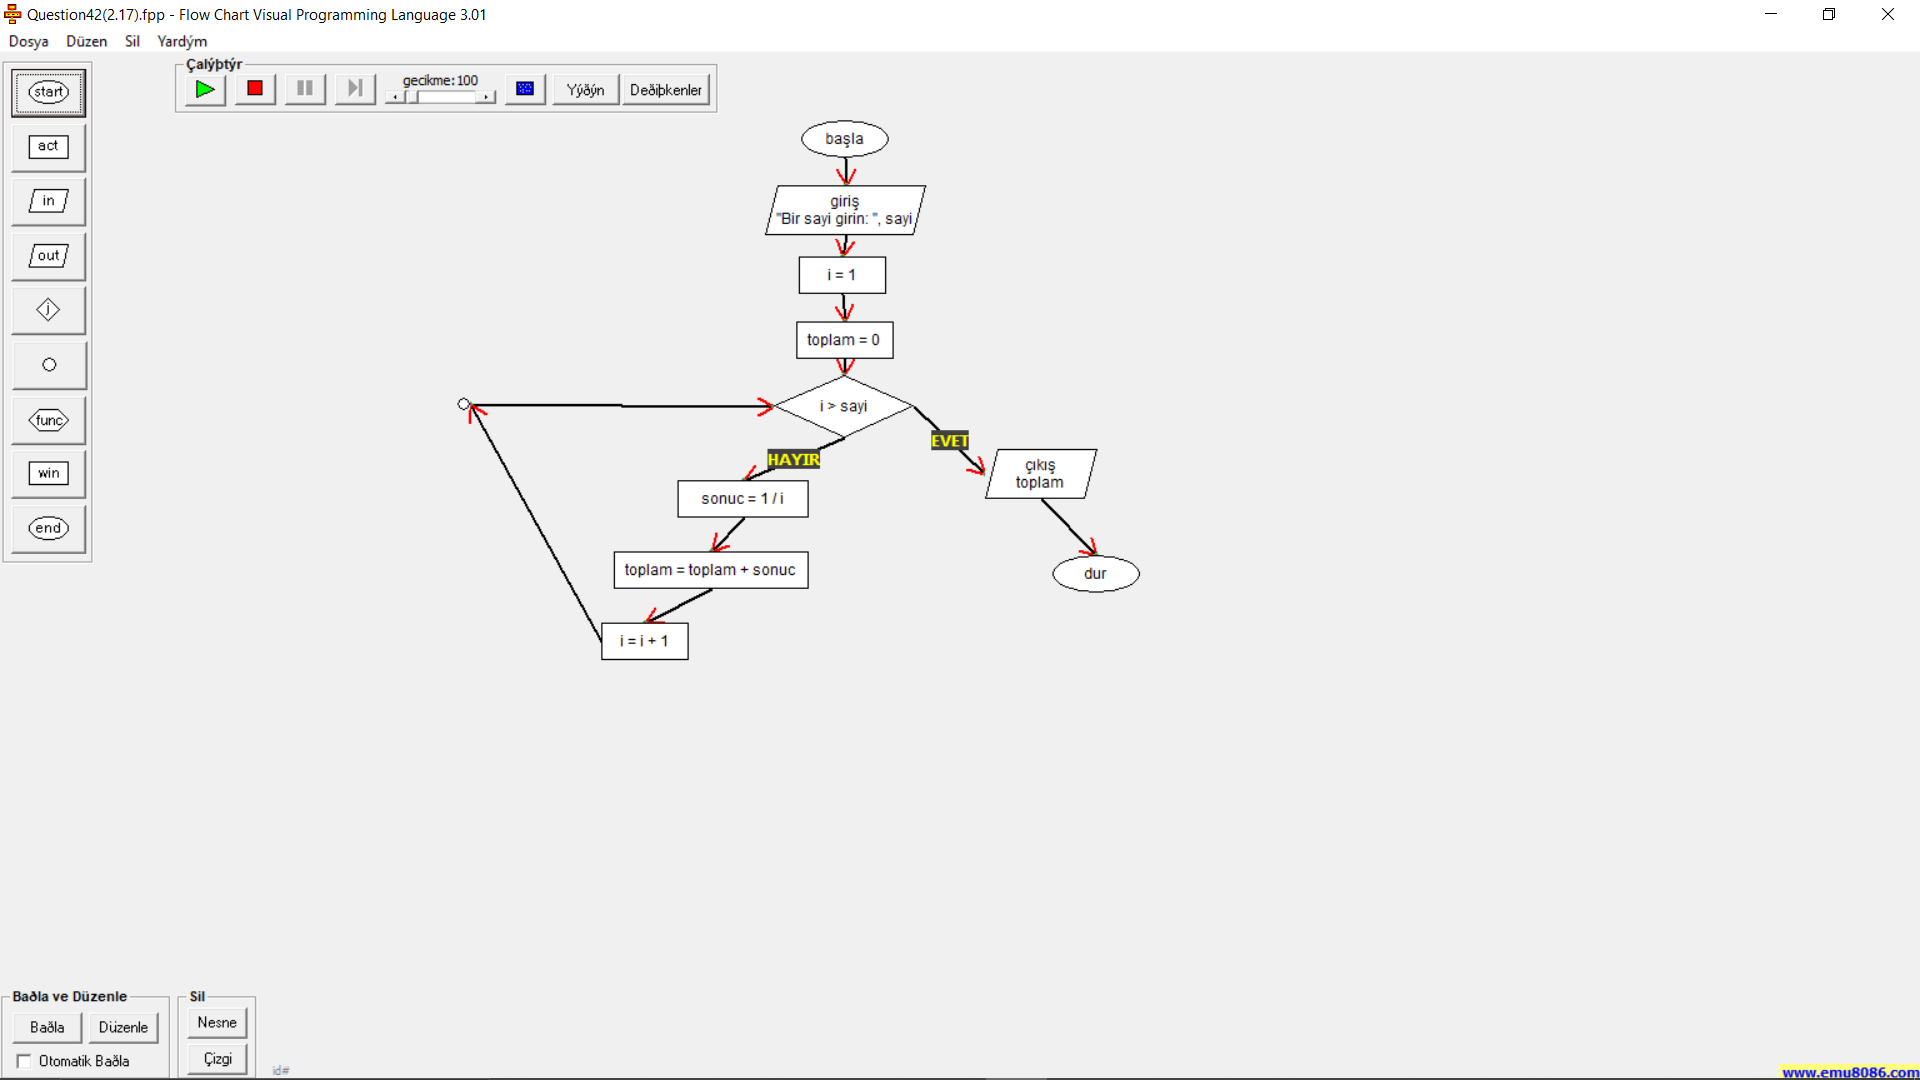 Question42(2.17).fpp - Flow Chart Visual Programming Language 3.01
Dosya Düzen Sil Yardým
Çalýþtýr
gecikme:100
Yýðýn
Deðiþkenler
start
act
in
out
j
func
win
end
başla
giriş
"Bir sayi girin: ", sayi
i = 1
toplam = 0
i > sayi
EVET
HAYIR
çıkış
toplam
sonuc = 1 / i
toplam = toplam + sonuc
dur
i = i + 1
Baðla ve Düzenle
Baðla
Düzenle
Otomatik Baðla
Sil
Nesne
Çizgi
id#
www.emu8086.com